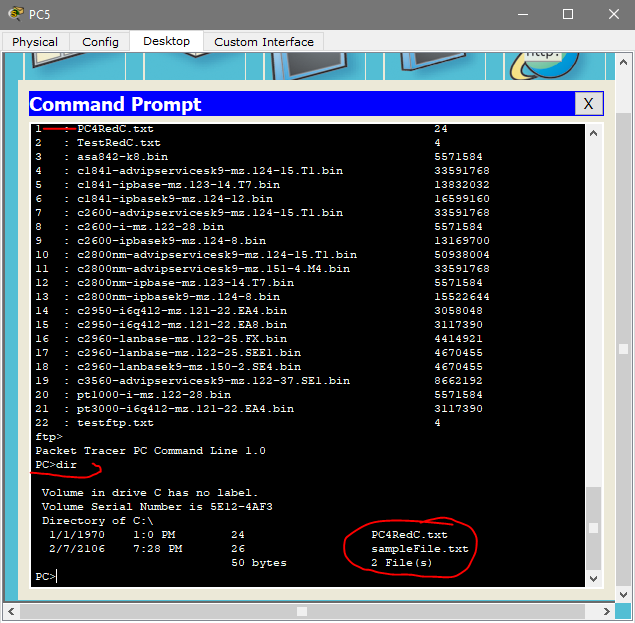 PC5
Physical Config Desktop Custom Interface
http:
Command Prompt X
1 : PC4RedC.txt 24
2 : TestRedC.txt 4
3 : asa842-k8.bin 5571584
4 : c1841-advipservicesk9-mz.124-15.T1.bin 33591768
5 : c1841-ipbase-mz.123-14.T7.bin 13832032
6 : c1841-ipbasek9-mz.124-12.bin 16599160
7 : c2600-advipservicesk9-mz.124-15.T1.bin 33591768
8 : c2600-i-mz.122-28.bin 5571584
9 : c2600-ipbasek9-mz.124-8.bin 13169700
10 : c2800nm-advipservicesk9-mz.124-15.T1.bin 50938004
11 : c2800nm-advipservicesk9-mz.151-4.M4.bin 33591768
12 : c2800nm-ipbase-mz.123-14.T7.bin 5571584
13 : c2800nm-ipbasek9-mz.124-8.bin 15522644
14 : c2950-i6q4l2-mz.121-22.EA4.bin 3058048
15 : c2950-i6q4l2-mz.121-22.EA8.bin 3117390
16 : c2960-lanbase-mz.122-25.FX.bin 4414921
17 : c2960-lanbase-mz.122-25.SEE1.bin 4670455
18 : c2960-lanbasek9-mz.150-2.SE4.bin 4670455
19 : c3560-advipservicesk9-mz.122-37.SE1.bin 8662192
20 : pt1000-i-mz.122-28.bin 5571584
21 : pt3000-i6q4l2-mz.121-22.EA4.bin 3117390
22 : testftp.txt 4
ftp>
Packet Tracer PC Command Line 1.0
PC>dir
Volume in drive C has no label.
Volume Serial Number is 5E12-4AF3
Directory of C:\
1/1/1970 1:0 PM 24 PC4RedC.txt
2/7/2106 7:28 PM 26 sampleFile.txt
50 bytes 2 File(s)
PC>